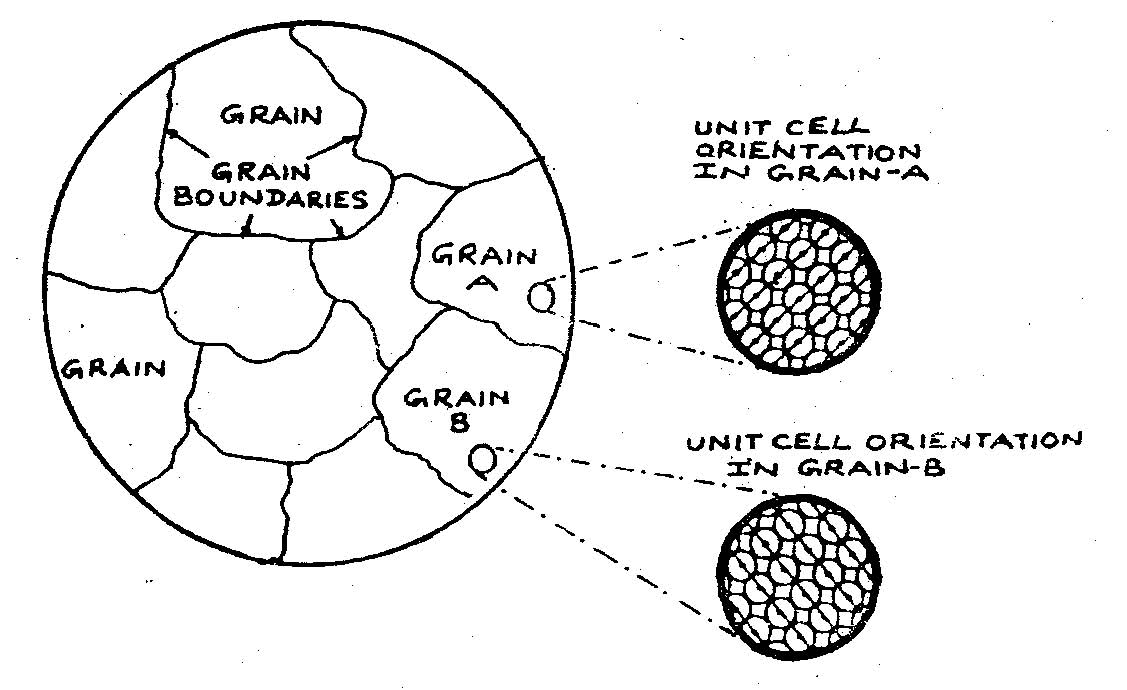 GRAIN
GRAIN
BOUNDARIES
GRAIN
A
GRAIN
GRAIN
B
UNIT CELL
ORIENTATION
IN GRAIN-A
UNIT CELL ORIENTATION
IN GRAIN-B